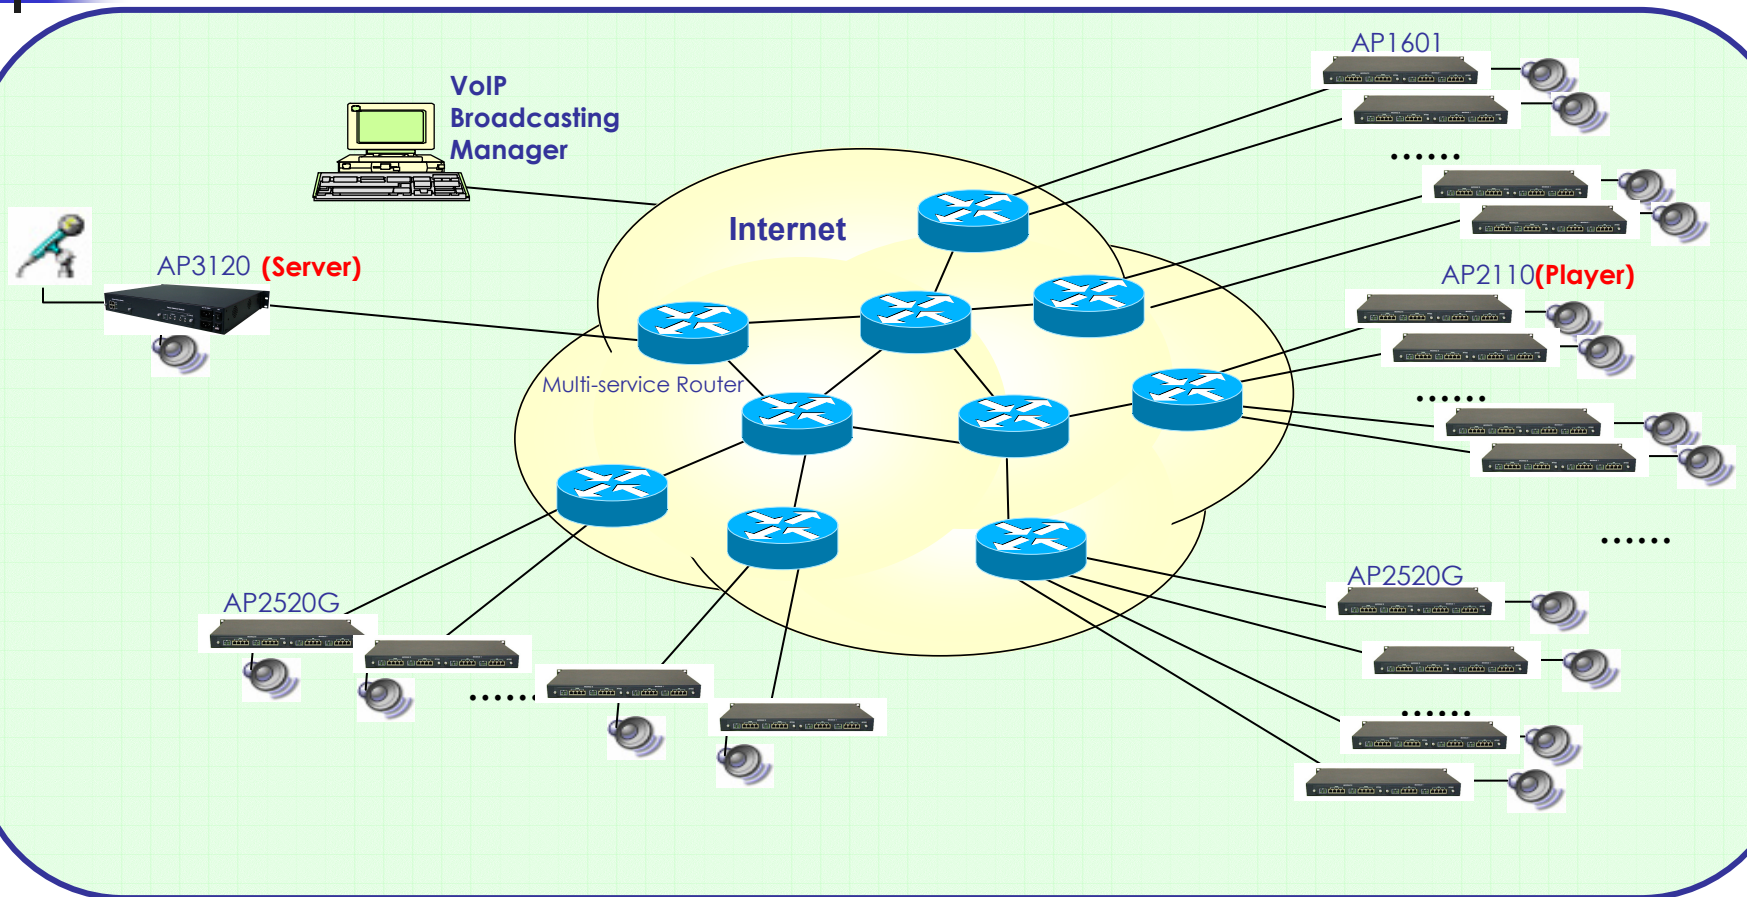 AP1601
VoIP
Broadcasting
Manager
......
Internet
AP3120 (Server)
AP2110(Player)
Multi-service Router
......
......
AP2520G
AP2520G
......
......